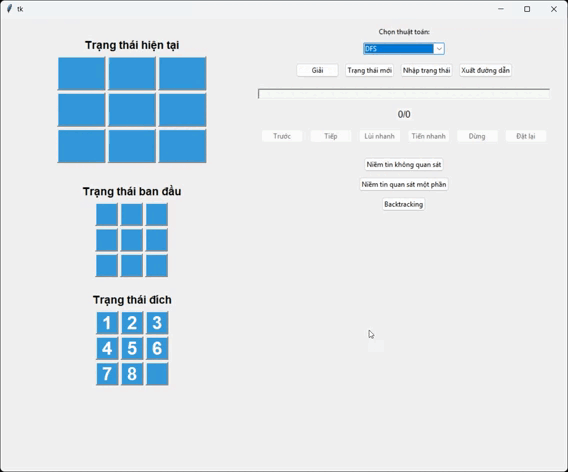 tk
Trạng thái hiện tại
Trạng thái ban đầu
Trạng thái đích
1 2 3
4 5 6
7 8
Chọn thuật toán:
DFS
Giải Trạng thái mới Nhập trạng thái Xuất đường dẫn
0/0
Trước Tiếp Lùi nhanh Tiến nhanh Dừng Đặt lại
Niềm tin không quan sát
Niềm tin quan sát một phần
Backtracking